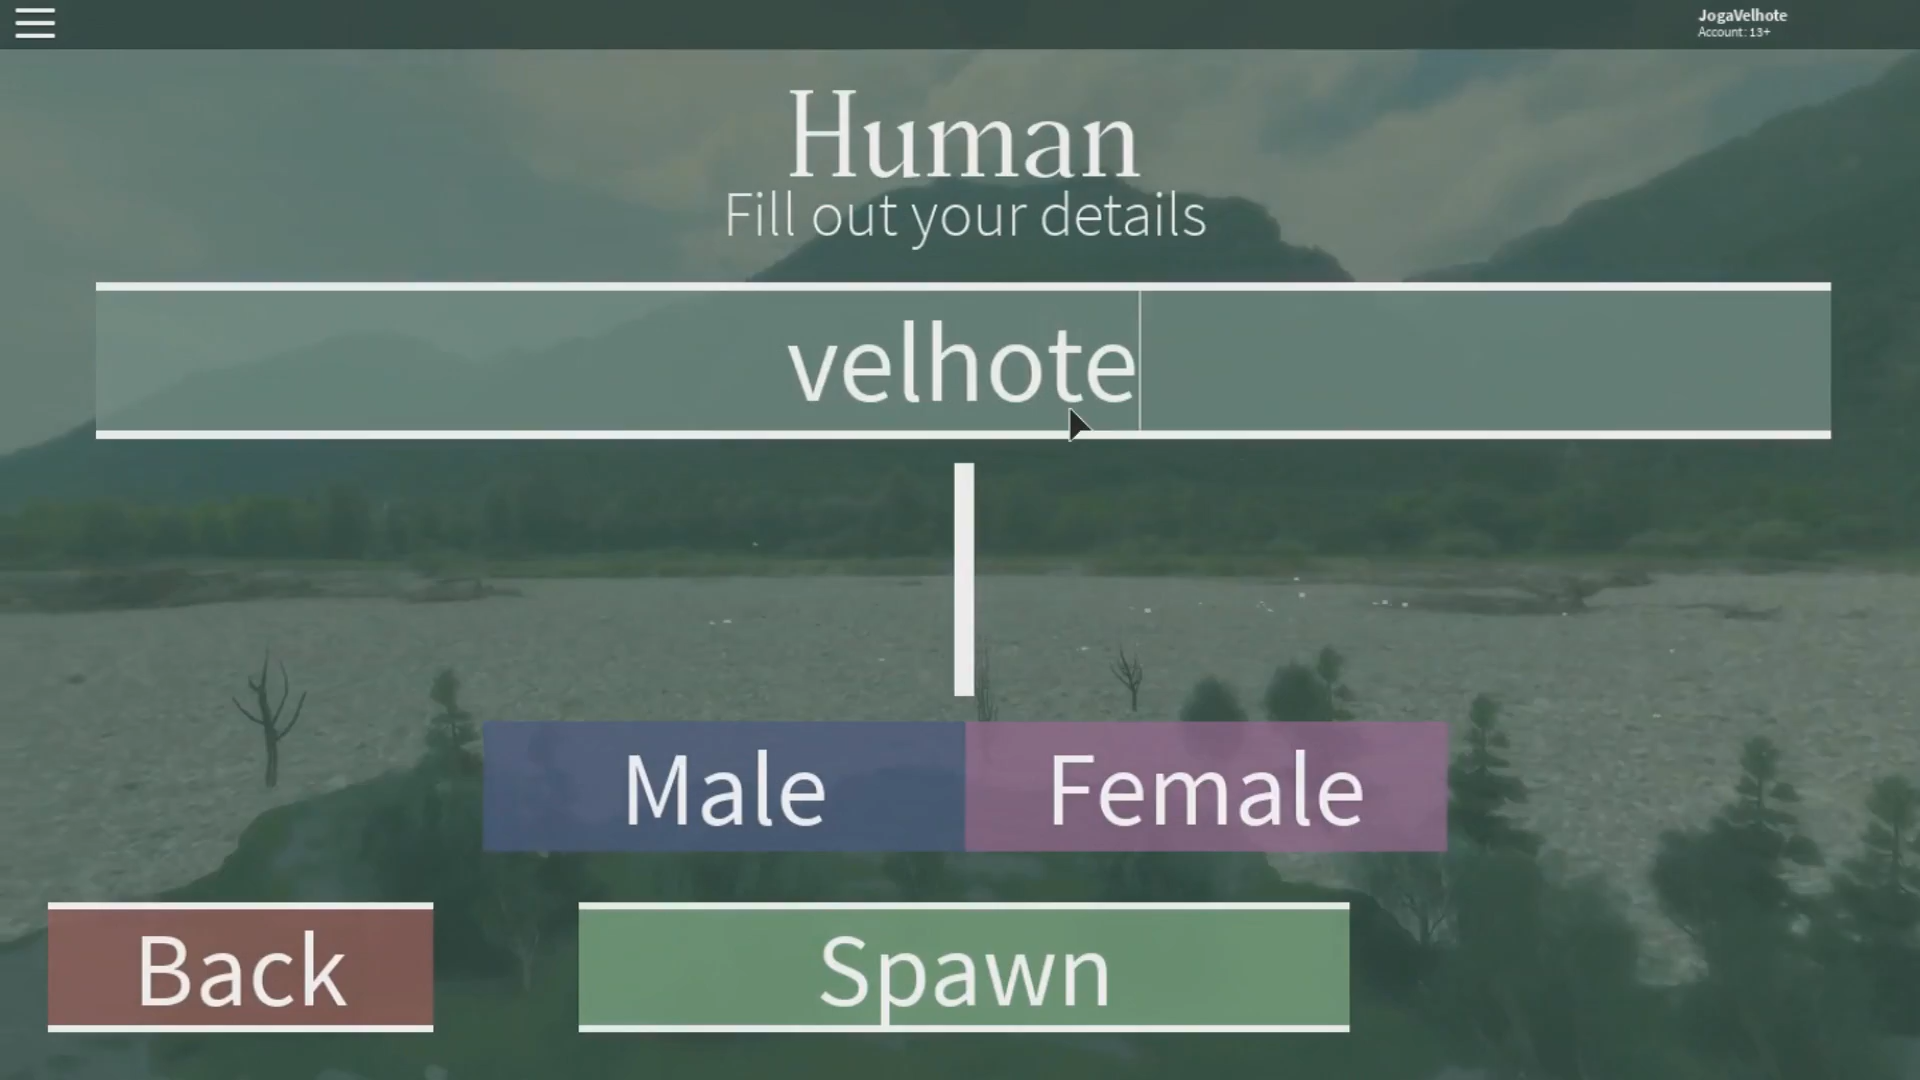 JogaVelhote
Account: 13+
Human
Fill out your details
velhote
Male
Female
Back
Spawn